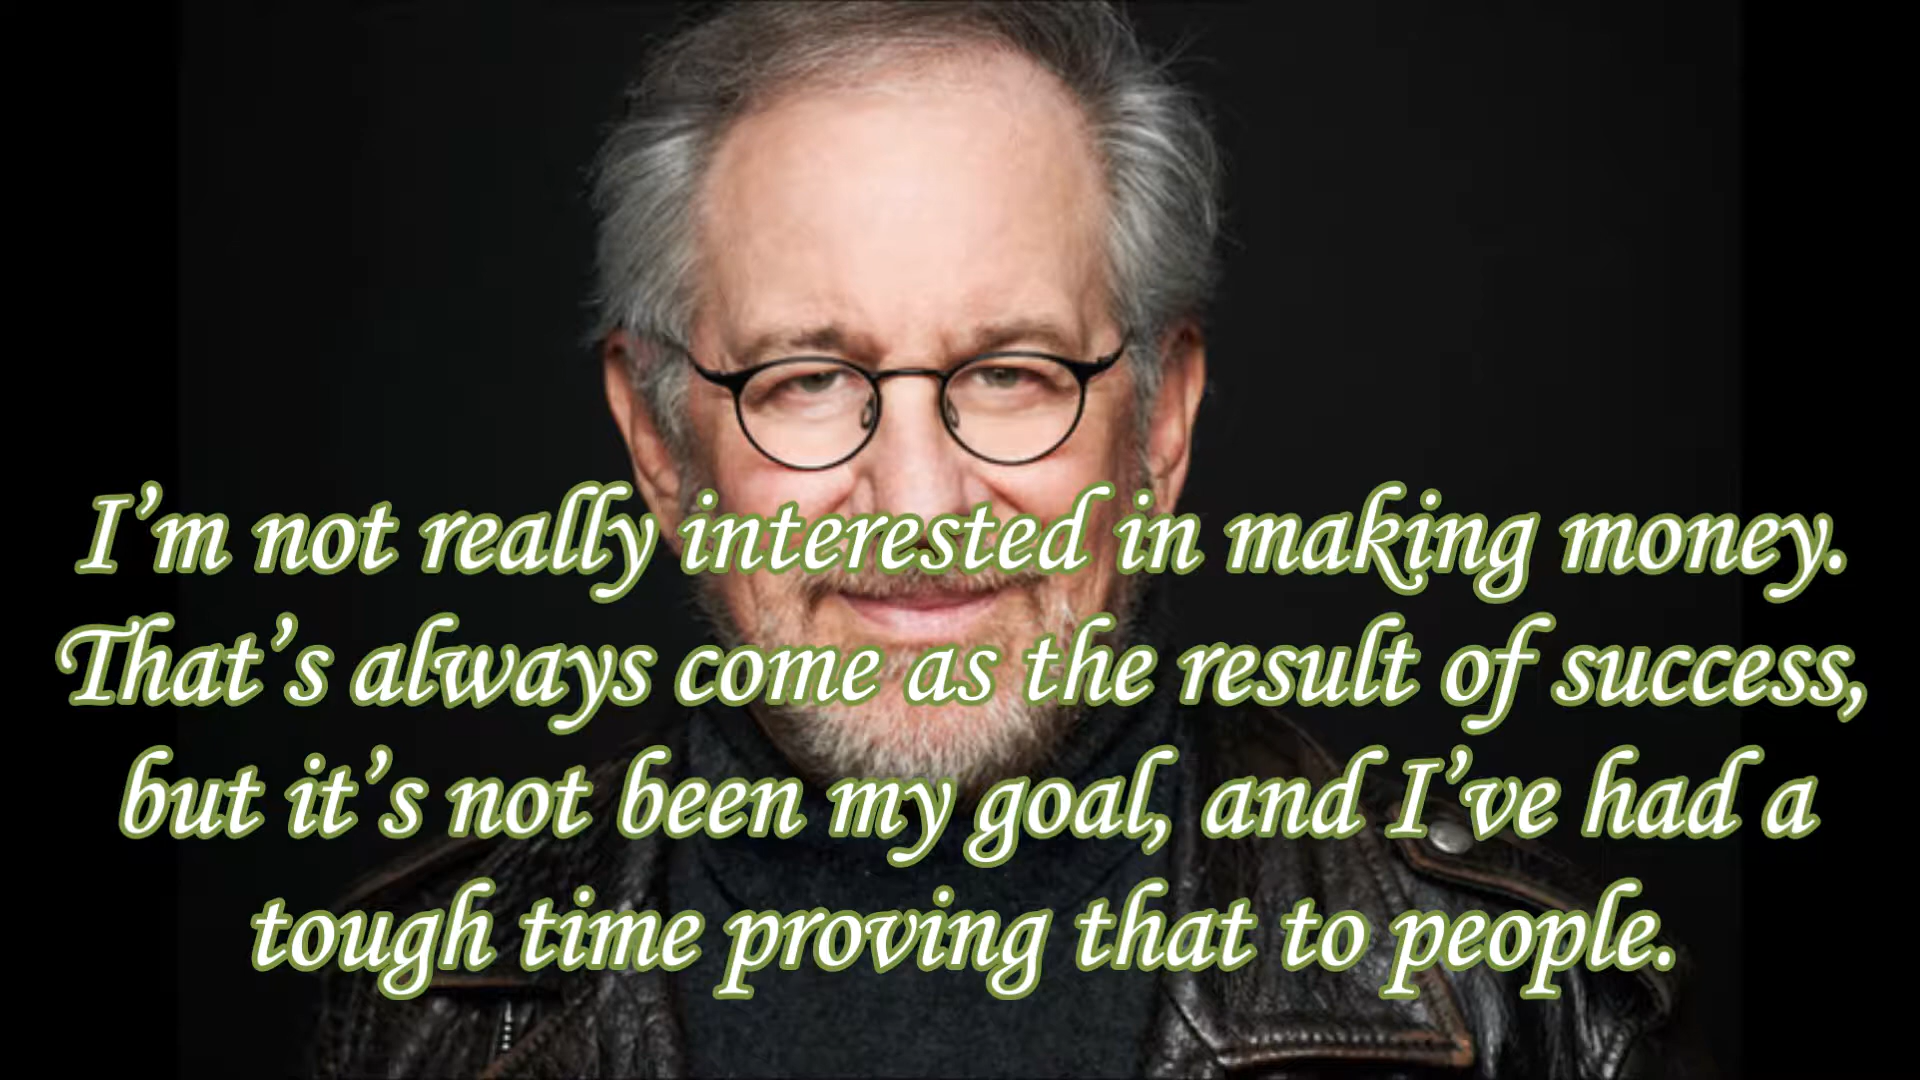 I’m not really interested in making money.
That’s always come as the result of success,
but it’s not been my goal, and I’ve had a
tough time proving that to people.